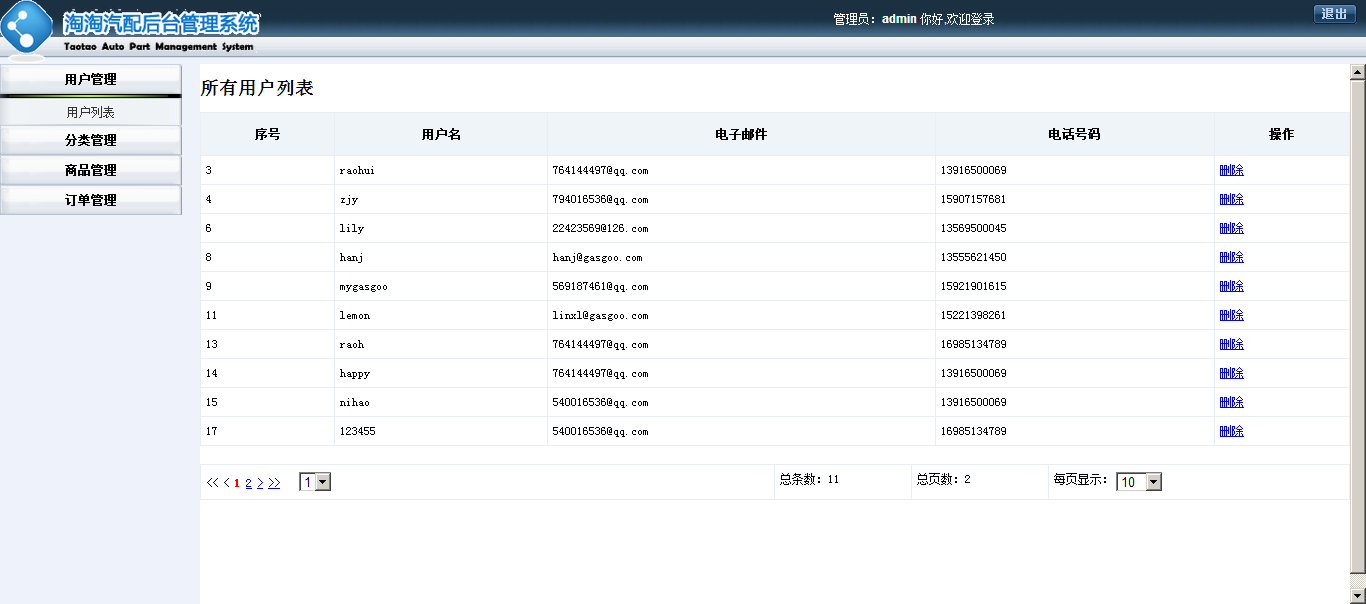 淘淘汽配后台管理系统
Taotao Auto Part Management System
管理员：admin 你好,欢迎登录
退出
用户管理
用户列表
分类管理
商品管理
订单管理
所有用户列表
序号 用户名 电子邮件 电话号码 操作
3 raohui 764144497@qq.com 13916500069 删除
4 zjy 794016536@qq.com 15907157681 删除
6 lily 22423569@126.com 13569500045 删除
8 hanj hanj@gasgoo.com 13555621450 删除
9 mygasgoo 569187461@qq.com 15921901615 删除
11 lemon linxl@gasgoo.com 15221398261 删除
13 raoh 764144497@qq.com 16985134789 删除
14 happy 764144497@qq.com 13916500069 删除
15 nihao 540016536@qq.com 13916500069 删除
17 123455 540016536@qq.com 16985134789 删除
<< < 1 2 > >> 1 总条数：11 总页数：2 每页显示： 10